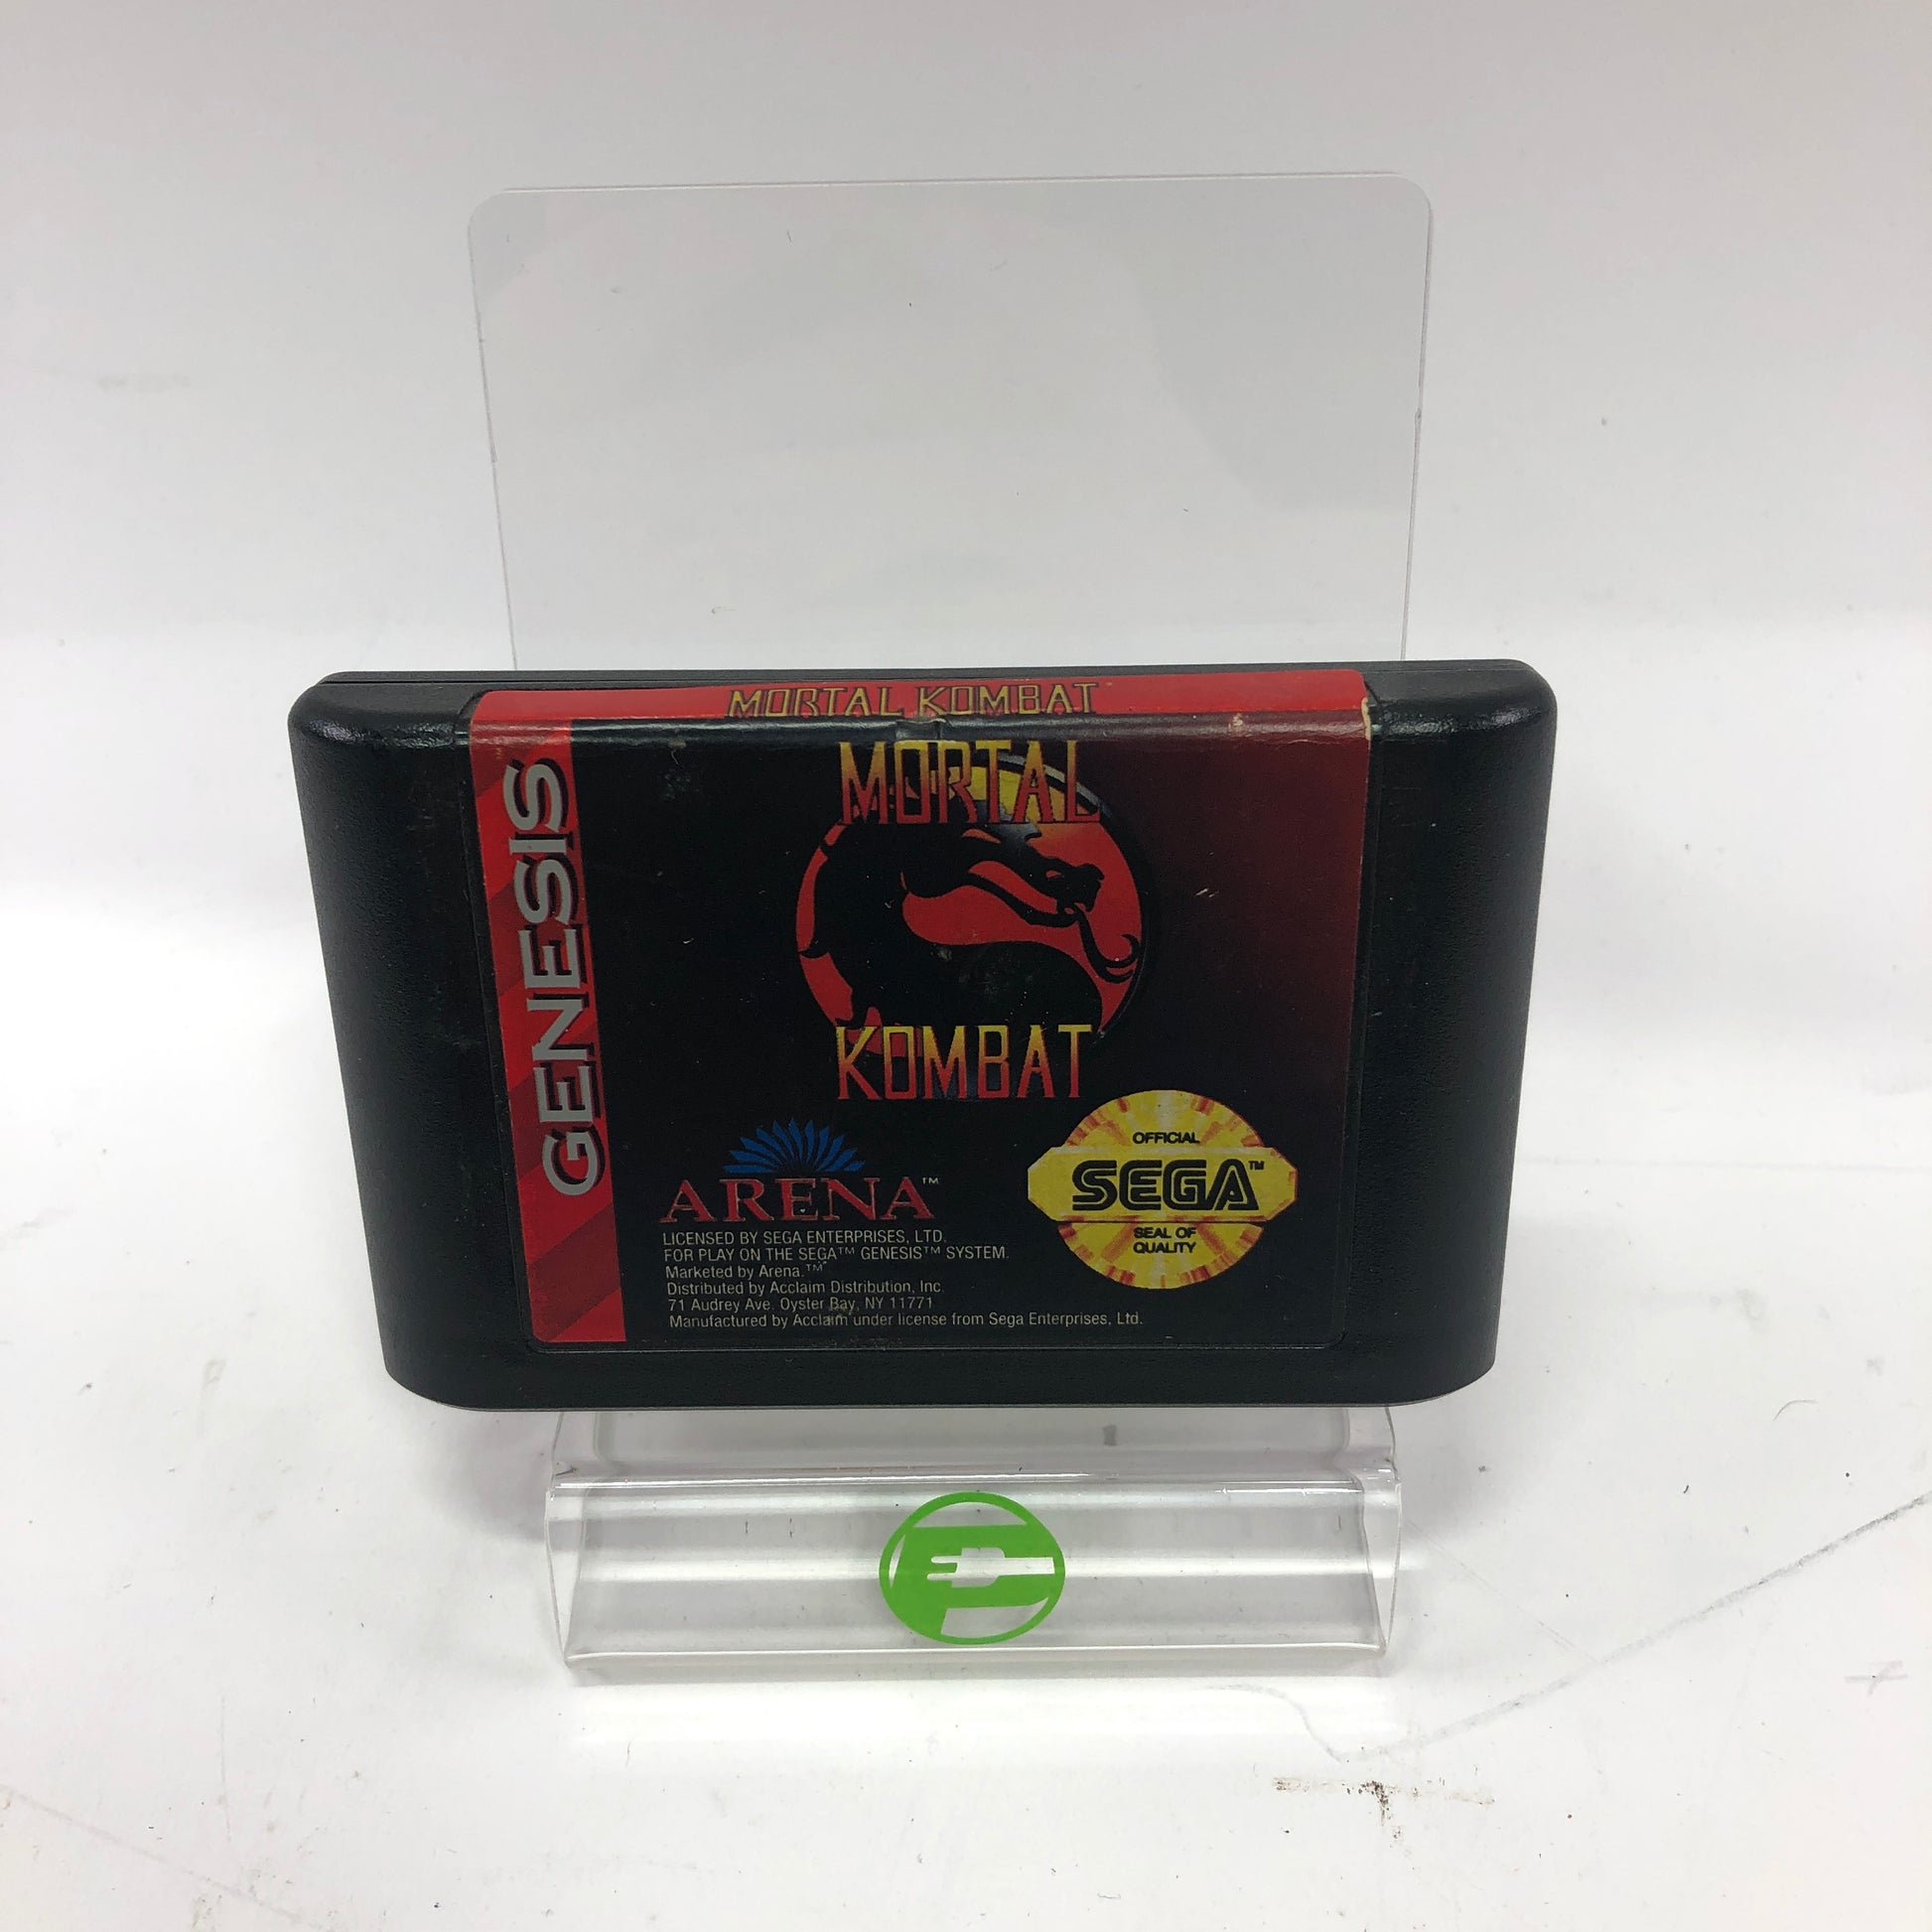 MORTAL KOMBAT
GENESIS
MORTAL
KOMBAT
ARENA™
LICENSED BY SEGA ENTERPRISES, LTD.
FOR PLAY ON THE SEGA™ GENESIS™ SYSTEM.
Marketed by Arena.™
Distributed by Acclaim Distribution, Inc.
71 Audrey Ave. Oyster Bay, NY 11771
Manufactured by Acclaim under license from Sega Enterprises, Ltd.
OFFICIAL
SEGA™
SEAL OF
QUALITY